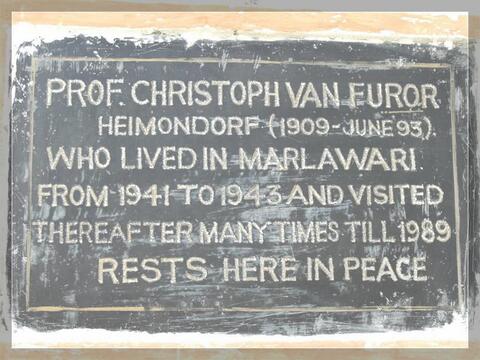 PROF. CHRISTOPH VAN FUROR
HEIMONDORF (1909-JUNE 93).
WHO LIVED IN MARLAWARI
FROM 1941 TO 1943 AND VISITED
THEREAFTER MANY TIMES TILL 1989
RESTS HERE IN PEACE